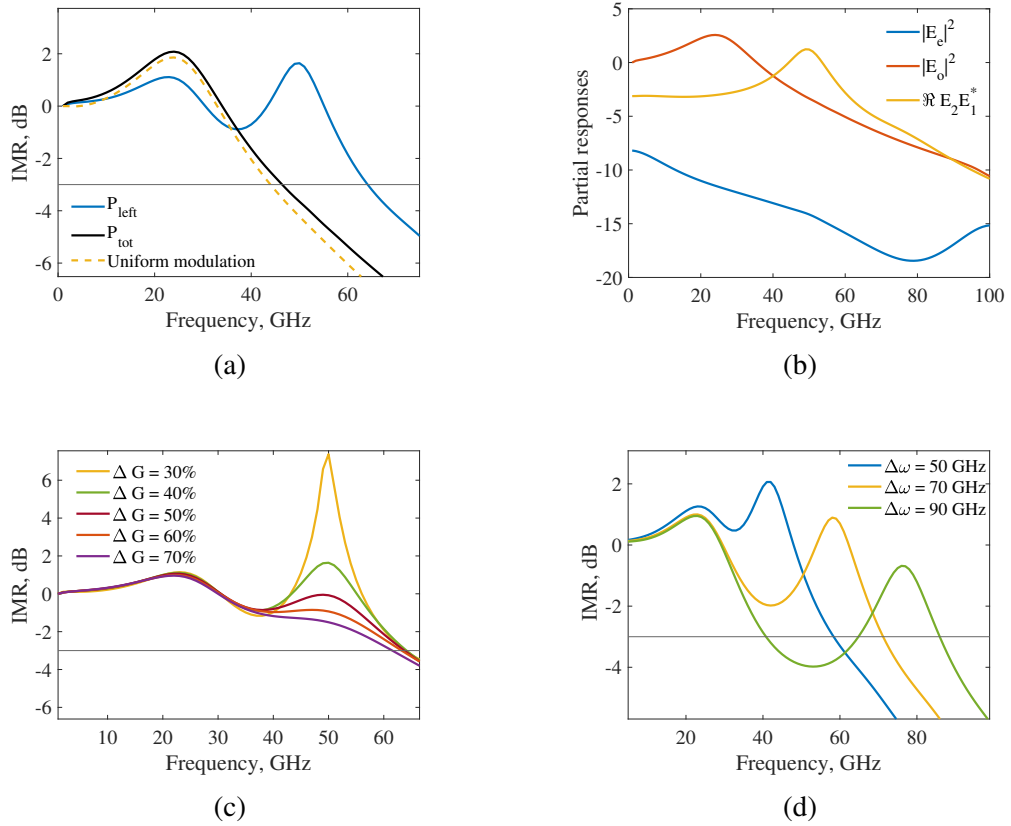 2
0
-2
-4
-6
IMR, dB
P_left
P_tot
Uniform modulation
0 20 40 60
Frequency, GHz
(a)
5
0
-5
-10
-15
-20
Partial responses
|E_e|^2
|E_o|^2
ℜ E_2E_1^*
0 20 40 60 80 100
Frequency, GHz
(b)
6
4
2
0
-2
-4
-6
IMR, dB
Δ G = 30%
Δ G = 40%
Δ G = 50%
Δ G = 60%
Δ G = 70%
10 20 30 40 50 60
Frequency, GHz
(c)
2
0
-2
-4
IMR, dB
Δω = 50 GHz
Δω = 70 GHz
Δω = 90 GHz
20 40 60 80
Frequency, GHz
(d)